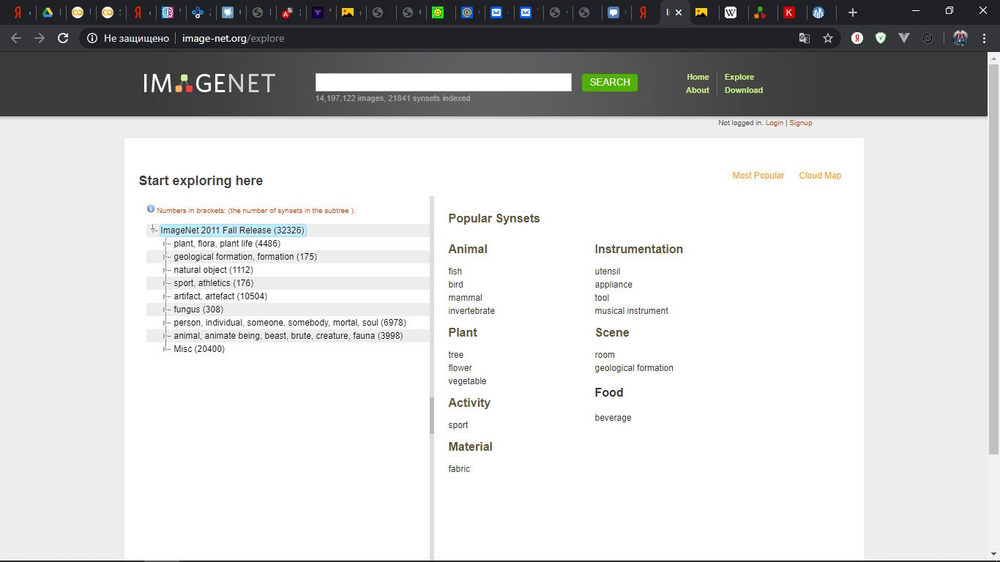 Не защищено
image-net.org/explore
IMAGENET
SEARCH
14,197,122 images, 21841 synsets indexed
Home
Explore
About
Download
Not logged in. Login | Signup
Start exploring here
Most Popular
Cloud Map
Numbers in brackets: (the number of synsets in the subtree ).
ImageNet 2011 Fall Release (32326)
plant, flora, plant life (4486)
geological formation, formation (175)
natural object (1112)
sport, athletics (176)
artifact, artefact (10504)
fungus (308)
person, individual, someone, somebody, mortal, soul (6978)
animal, animate being, beast, brute, creature, fauna (3998)
Misc (20400)
Popular Synsets
Animal
fish
bird
mammal
invertebrate
Plant
tree
flower
vegetable
Activity
sport
Material
fabric
Instrumentation
utensil
appliance
tool
musical instrument
Scene
room
geological formation
Food
beverage